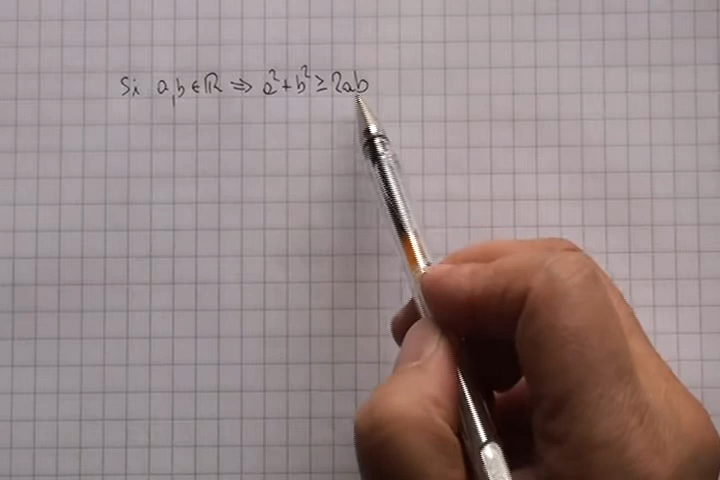 Si a,b ∈ ℝ ⇒ a² + b² ≥ 2ab